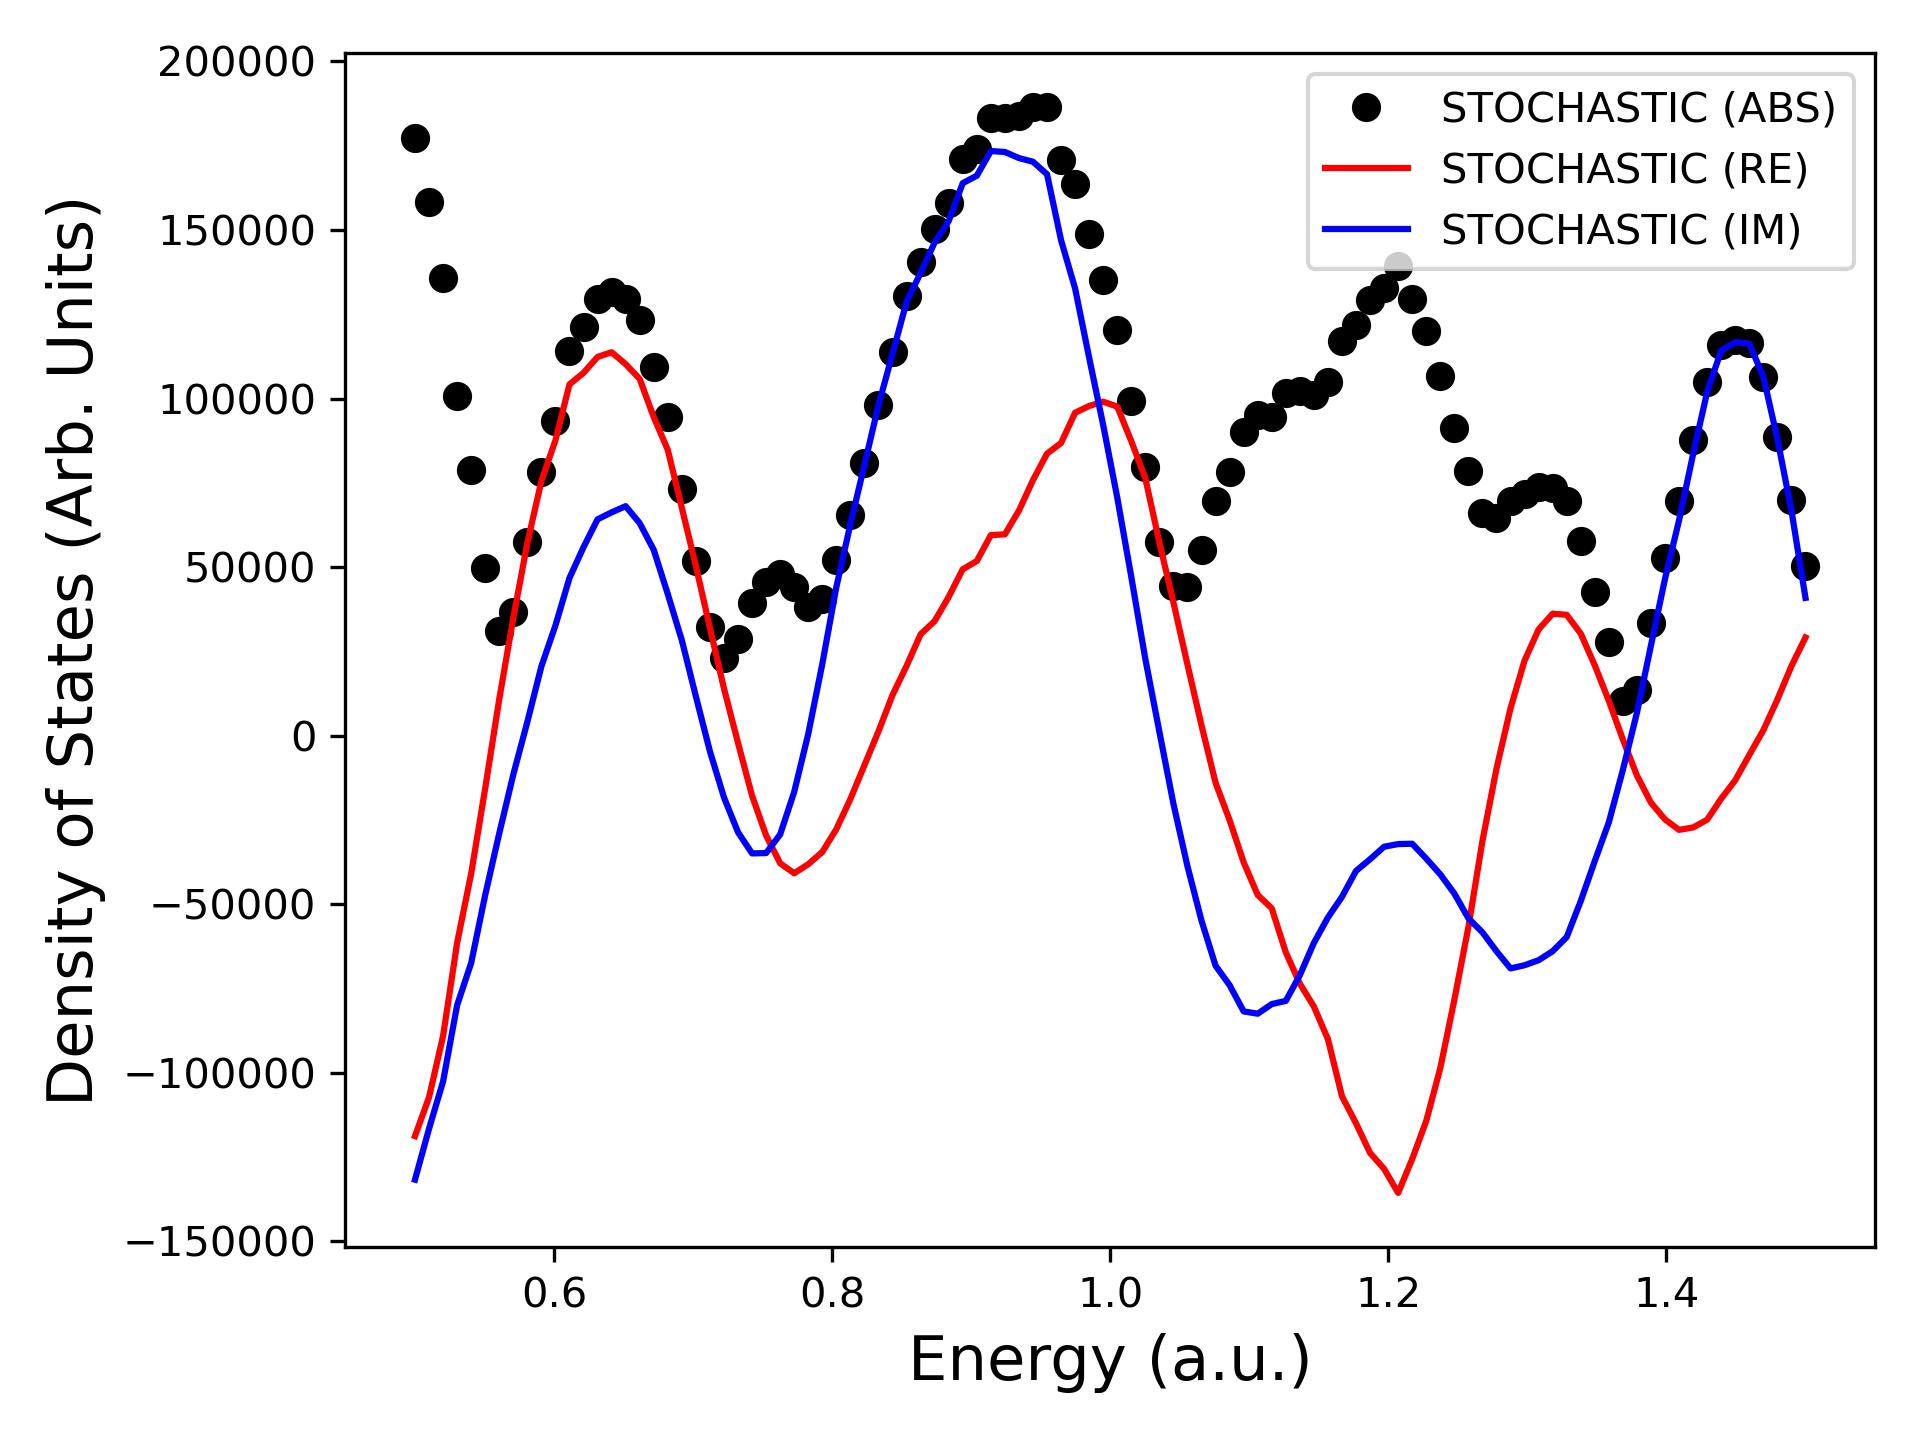 200000
150000
100000
50000
0
−50000
−100000
−150000
Density of States (Arb. Units)
STOCHASTIC (ABS)
STOCHASTIC (RE)
STOCHASTIC (IM)
0.6 0.8 1.0 1.2 1.4
Energy (a.u.)